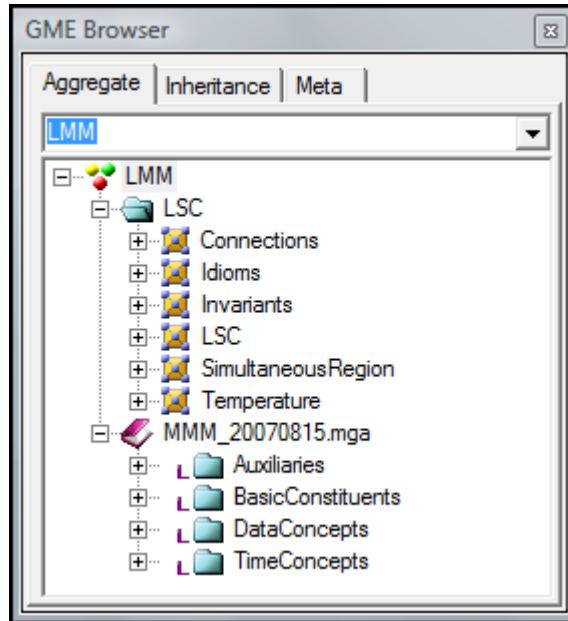 GME Browser
Aggregate Inheritance Meta
LMM
LMM
LSC
Connections
Idioms
Invariants
LSC
SimultaneousRegion
Temperature
MMM_20070815.mga
L Auxiliaries
L BasicConstituents
L DataConcepts
L TimeConcepts